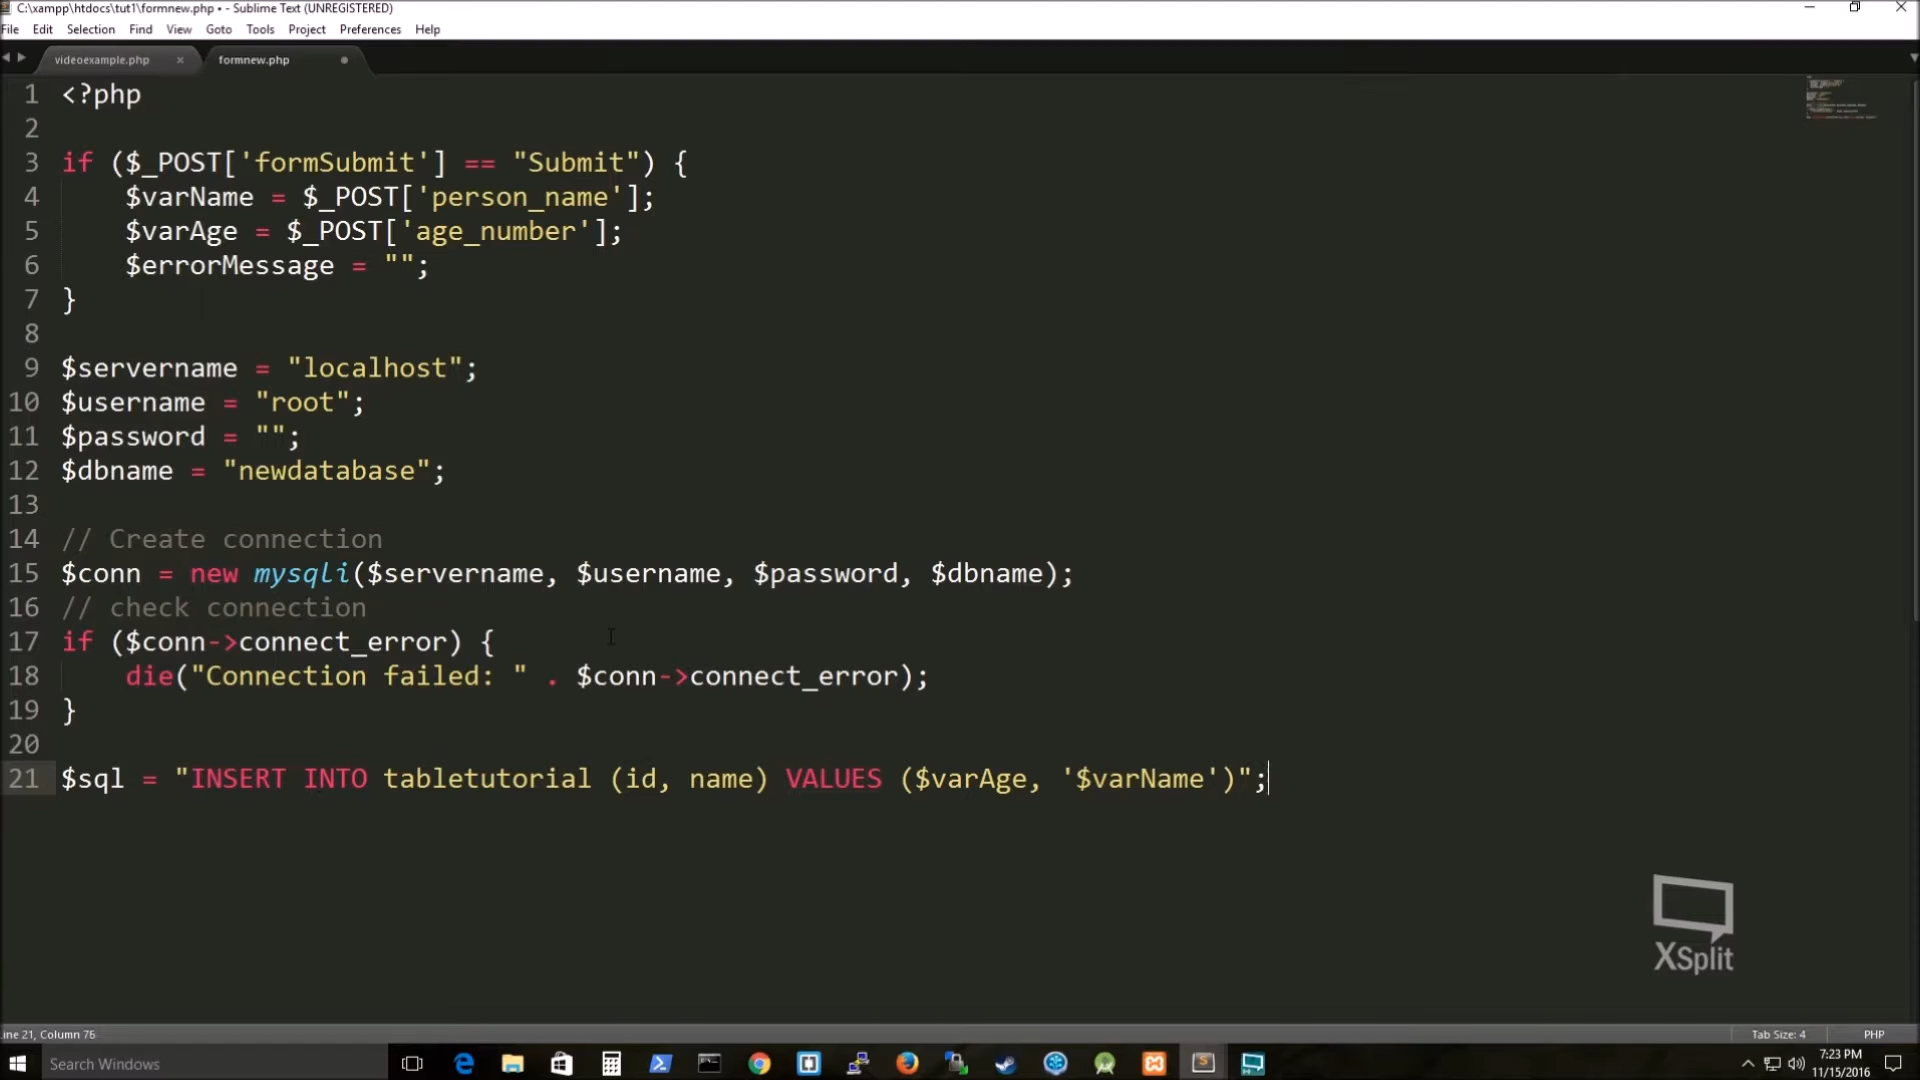 C:\xampp\htdocs\tut1\formnew.php • - Sublime Text (UNREGISTERED)
File Edit Selection Find View Goto Tools Project Preferences Help
videoexample.php × formnew.php
1 <?php
2
3 if ($_POST['formSubmit'] == "Submit") {
4 $varName = $_POST['person_name'];
5 $varAge = $_POST['age_number'];
6 $errorMessage = "";
7 }
8
9 $servername = "localhost";
10 $username = "root";
11 $password = "";
12 $dbname = "newdatabase";
13
14 // Create connection
15 $conn = new mysqli($servername, $username, $password, $dbname);
16 // check connection
17 if ($conn->connect_error) {
18 die("Connection failed: " . $conn->connect_error);
19 }
20
21 $sql = "INSERT INTO tabletutorial (id, name) VALUES ($varAge, '$varName')";
XSplit
ine 21, Column 76 Tab Size: 4 PHP
Search Windows
7:23 PM
11/15/2016